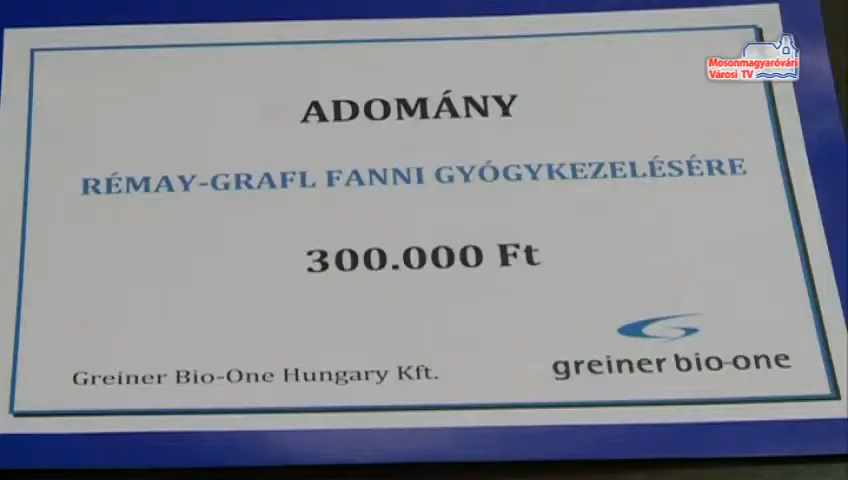 Mosonmagyaróvári
Városi TV
ADOMÁNY
RÉMAY-GRAFL FANNI GYÓGYKEZELÉSÉRE
300.000 Ft
Greiner Bio-One Hungary Kft.
greiner bio-one